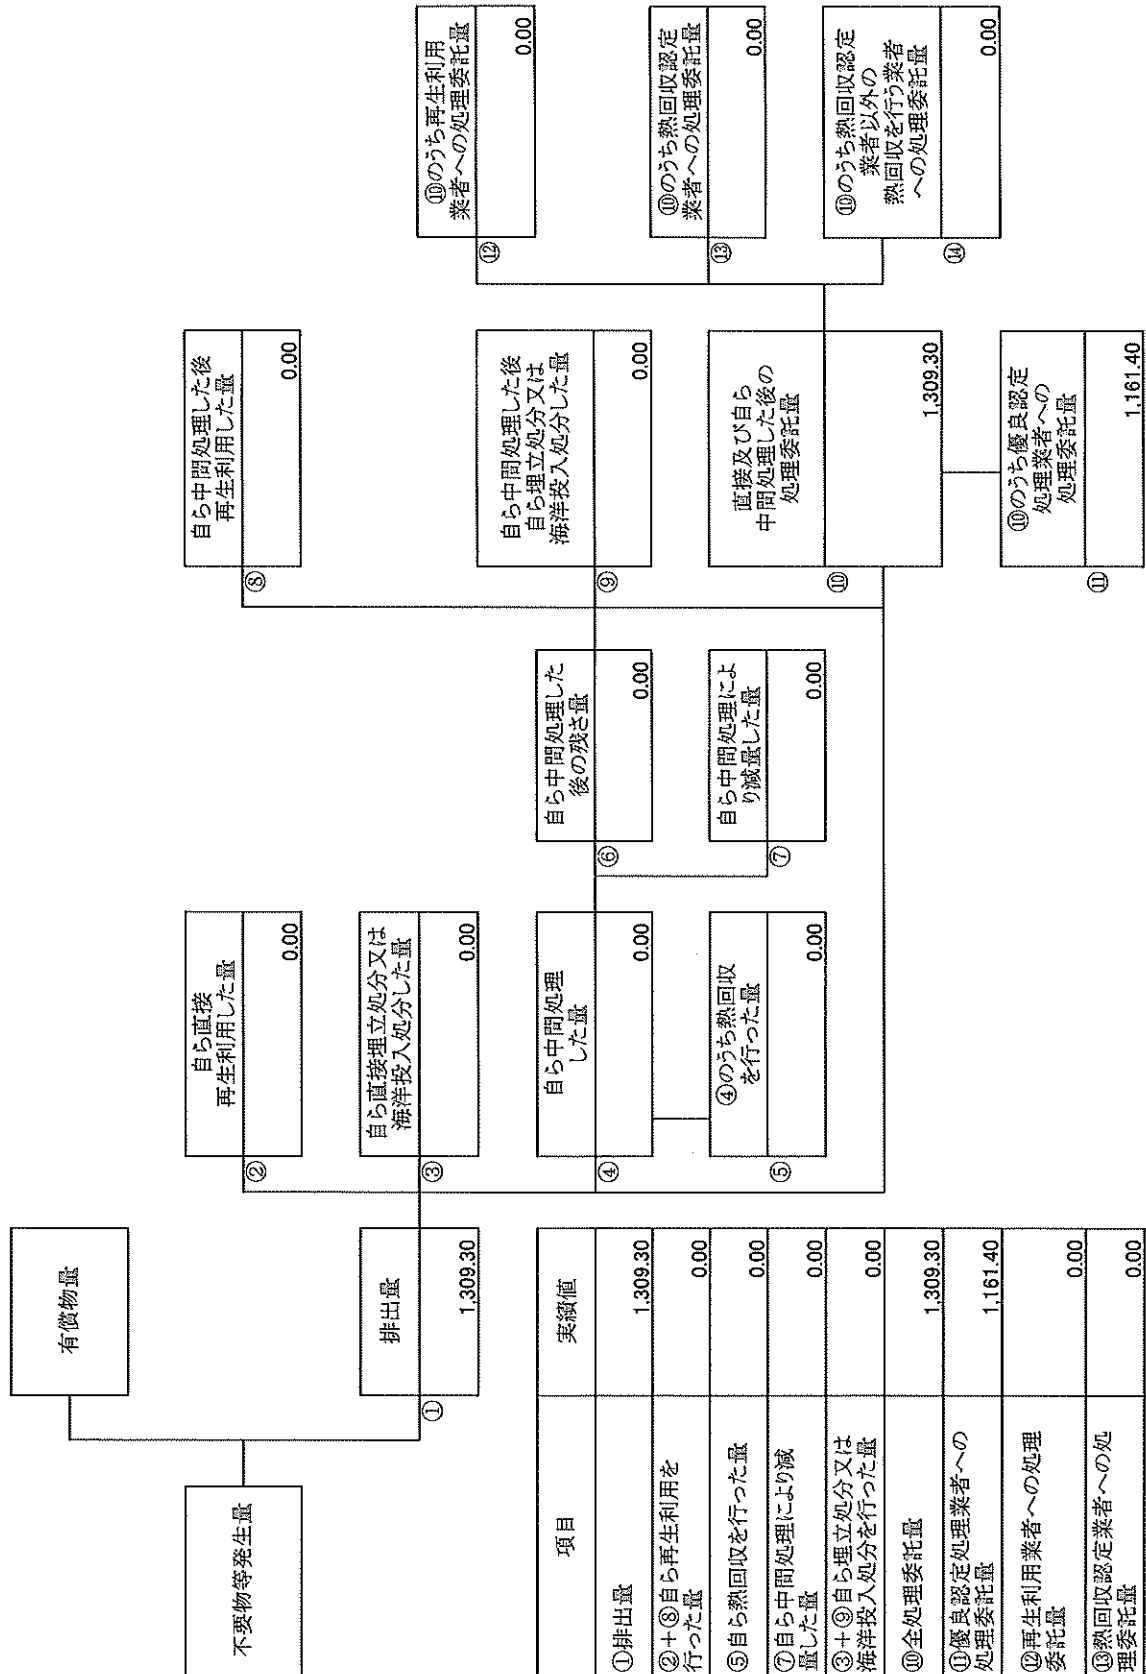 不要物等発生量
有償物量
排出量
①
1,309.30
自ら直接
再生利用した量
②
0.00
自ら直接埋立処分又は
海洋投入処分した量
③
0.00
自ら中間処理
した量
④
0.00
④のうち熱回収
を行った量
⑤
0.00
自ら中間処理した
後の残さ量
⑥
0.00
自ら中間処理によ
り減量した量
⑦
0.00
自ら中間処理した後
再生利用した量
⑧
0.00
自ら中間処理した後
自ら埋立処分又は
海洋投入処分した量
⑨
0.00
直接及び自ら
中間処理した後の
処理委託量
⑩
1,309.30
⑩のうち優良認定
処理業者への
処理委託量
⑪
1,161.40
⑩のうち再生利用
業者への処理委託量
⑫
0.00
⑩のうち熱回収認定
業者への処理委託量
⑬
0.00
⑩のうち熱回収認定
業者以外の
熱回収を行う業者
への処理委託量
⑭
0.00
項目 実績値
①排出量 1,309.30
②+⑧自ら再生利用を
行った量 0.00
⑤自ら熱回収を行った量 0.00
⑦自ら中間処理により減
量した量 0.00
③+⑨自ら埋立処分又は
海洋投入処分を行った量 0.00
⑩全処理委託量 1,309.30
⑪優良認定処理業者への
処理委託量 1,161.40
⑫再生利用業者への処理
委託量 0.00
⑬熱回収認定業者への処
理委託量 0.00